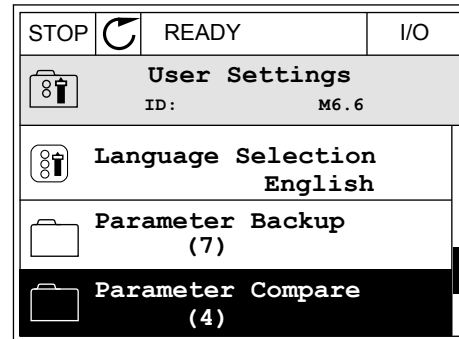 STOP READY I/O
User Settings
ID: M6.6
Language Selection
English
Parameter Backup
(7)
Parameter Compare
(4)